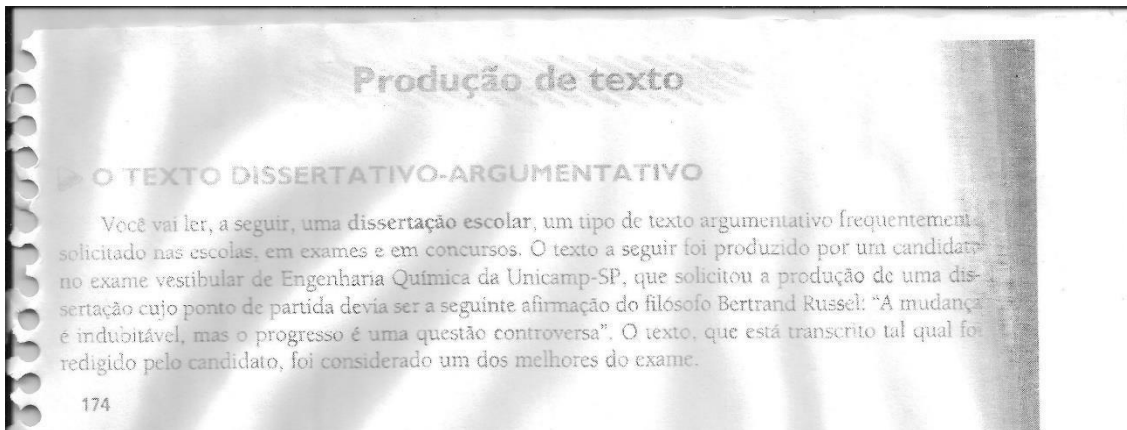 Produção de texto
O TEXTO DISSERTATIVO-ARGUMENTATIVO
Você vai ler, a seguir, uma dissertação escolar, um tipo de texto argumentativo frequentement
solicitado nas escolas, em exames e em concursos. O texto a seguir foi produzido por um candidato
no exame vestibular de Engenharia Química da Unicamp-SP, que solicitou a produção de uma dis-
sertação cujo ponto de partida devia ser a seguinte afirmação do filósofo Bertrand Russel: “A mudança
é indubitável, mas o progresso é uma questão controversa”. O texto, que está transcrito tal qual foi
redigido pelo candidato, foi considerado um dos melhores do exame.
174